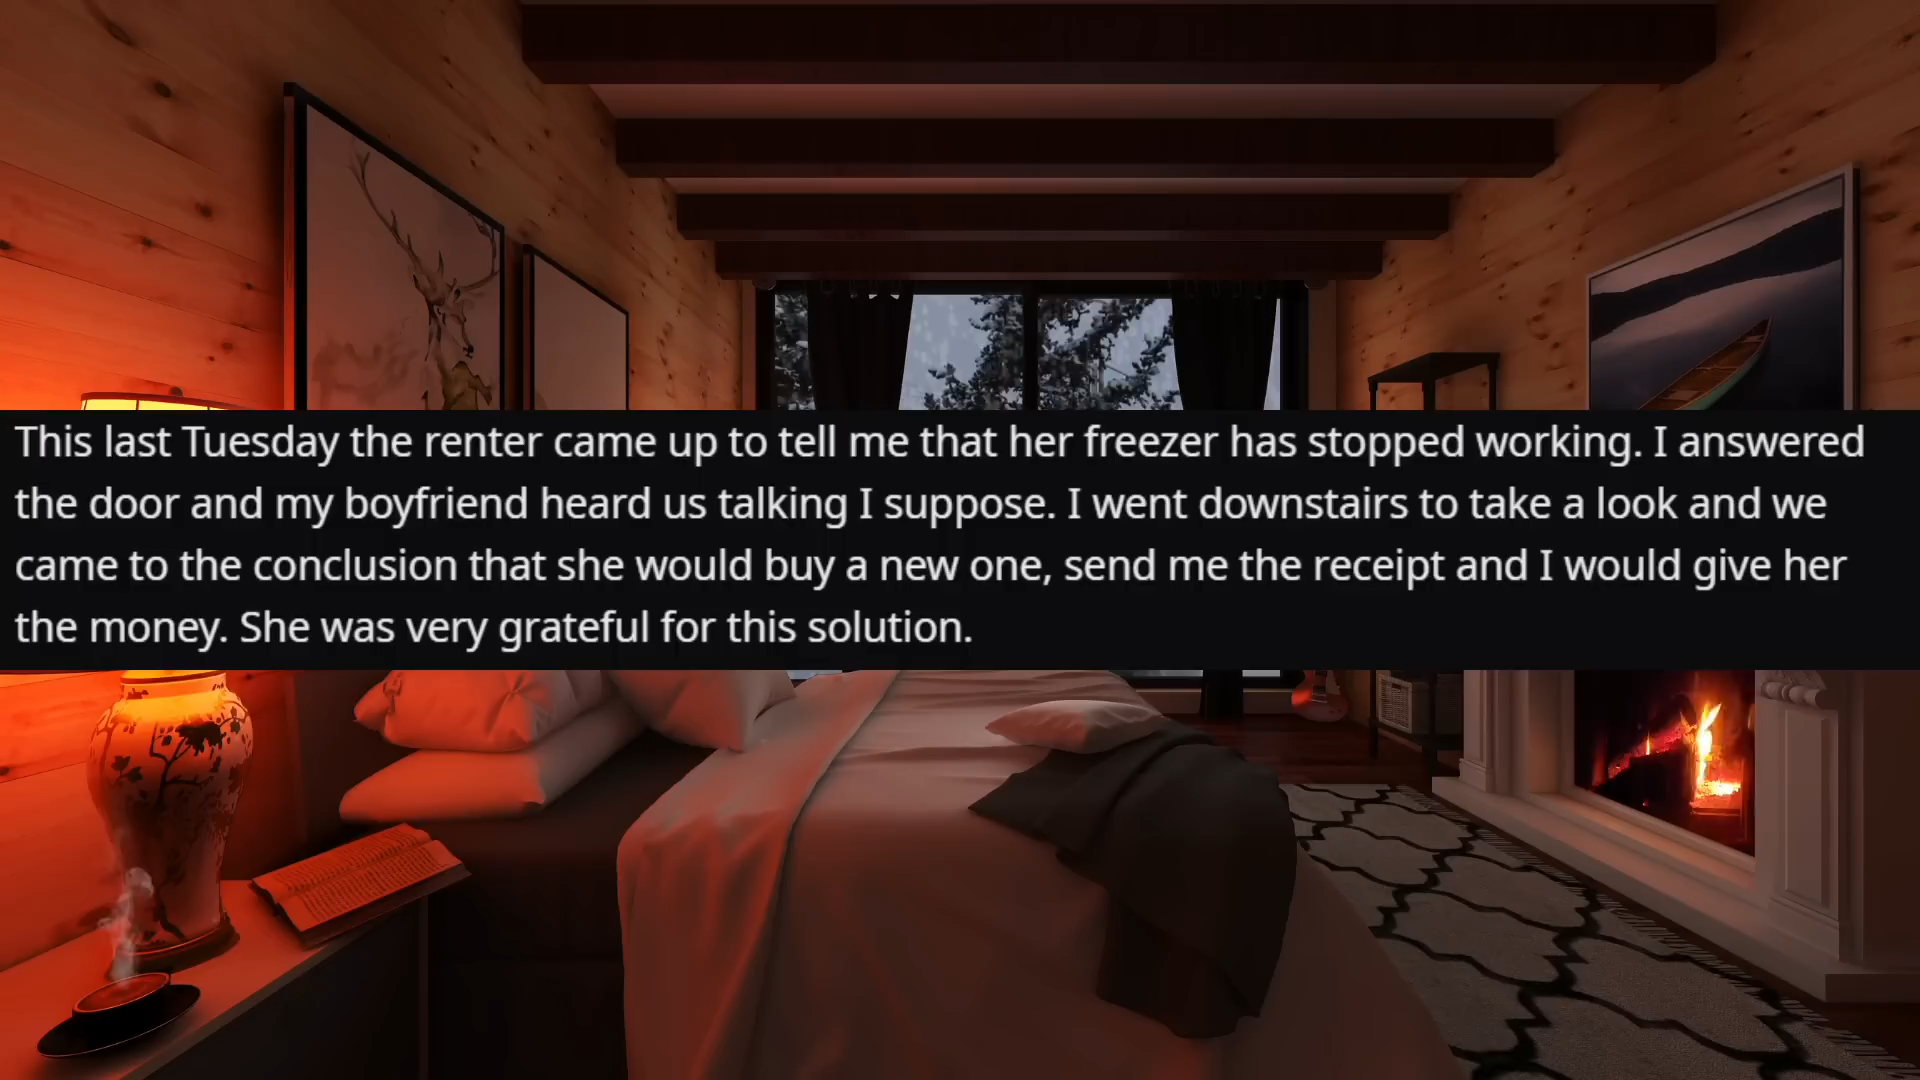 This last Tuesday the renter came up to tell me that her freezer has stopped working. I answered
the door and my boyfriend heard us talking I suppose. I went downstairs to take a look and we
came to the conclusion that she would buy a new one, send me the receipt and I would give her
the money. She was very grateful for this solution.